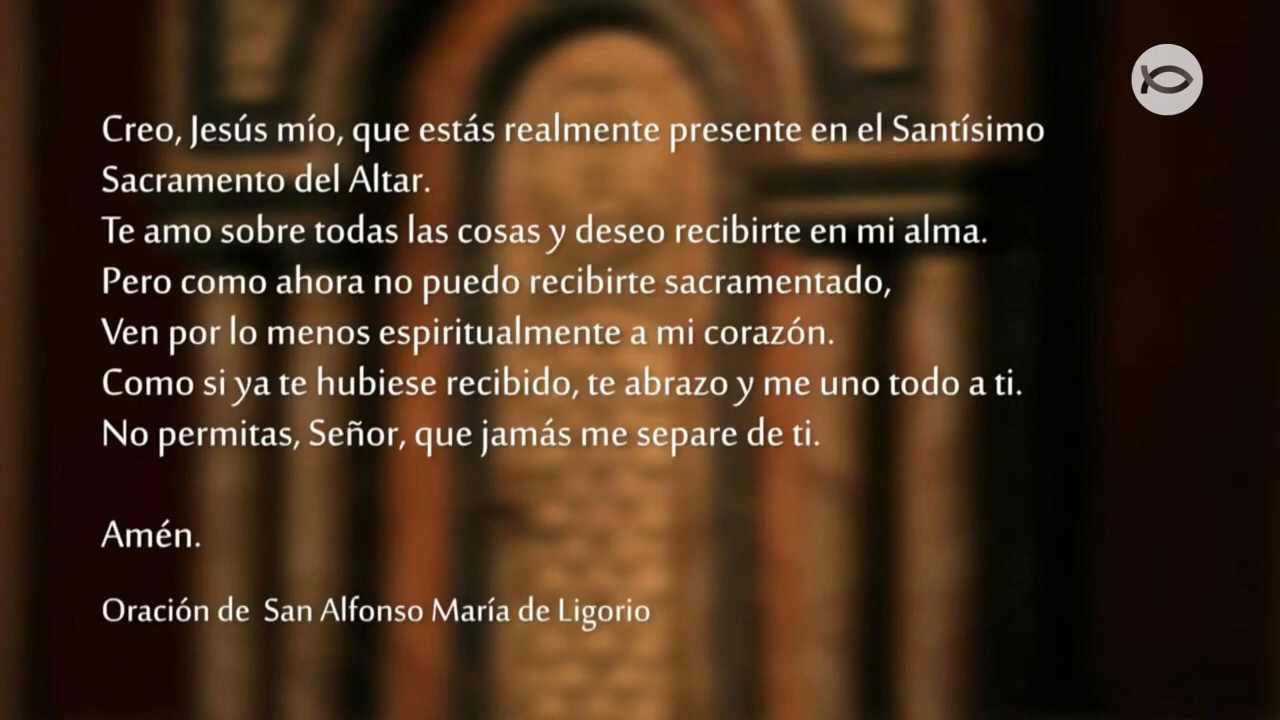 Creo, Jesús mío, que estás realmente presente en el Santísimo
Sacramento del Altar.
Te amo sobre todas las cosas y deseo recibirte en mi alma.
Pero como ahora no puedo recibirte sacramentado,
Ven por lo menos espiritualmente a mi corazón.
Como si ya te hubiese recibido, te abrazo y me uno todo a ti.
No permitas, Señor, que jamás me separe de ti.
Amén.
Oración de San Alfonso María de Ligorio